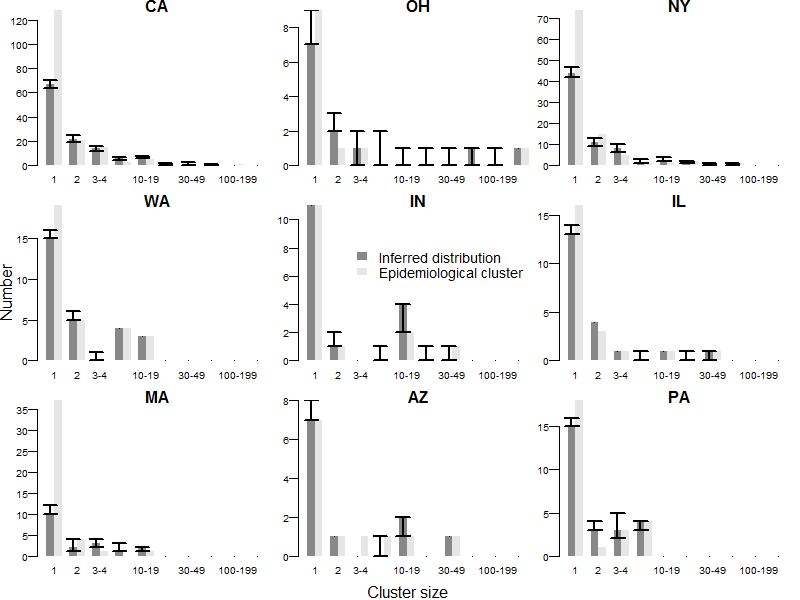 CA
OH
NY
120
100
80
60
40
20
0
1 2 3-4 10-19 30-49 100-199
8
6
4
2
0
1 2 3-4 10-19 30-49 100-199
70
60
50
40
30
20
10
0
1 2 3-4 10-19 30-49 100-199
WA
IN
IL
Number
15
10
5
0
1 2 3-4 10-19 30-49 100-199
10
8
6
4
2
0
Inferred distribution
Epidemiological cluster
1 2 3-4 10-19 30-49 100-199
15
10
5
0
1 2 3-4 10-19 30-49 100-199
MA
AZ
PA
35
30
25
20
15
10
5
0
1 2 3-4 10-19 30-49 100-199
8
6
4
2
0
1 2 3-4 10-19 30-49 100-199
15
10
5
0
1 2 3-4 10-19 30-49 100-199
Cluster size